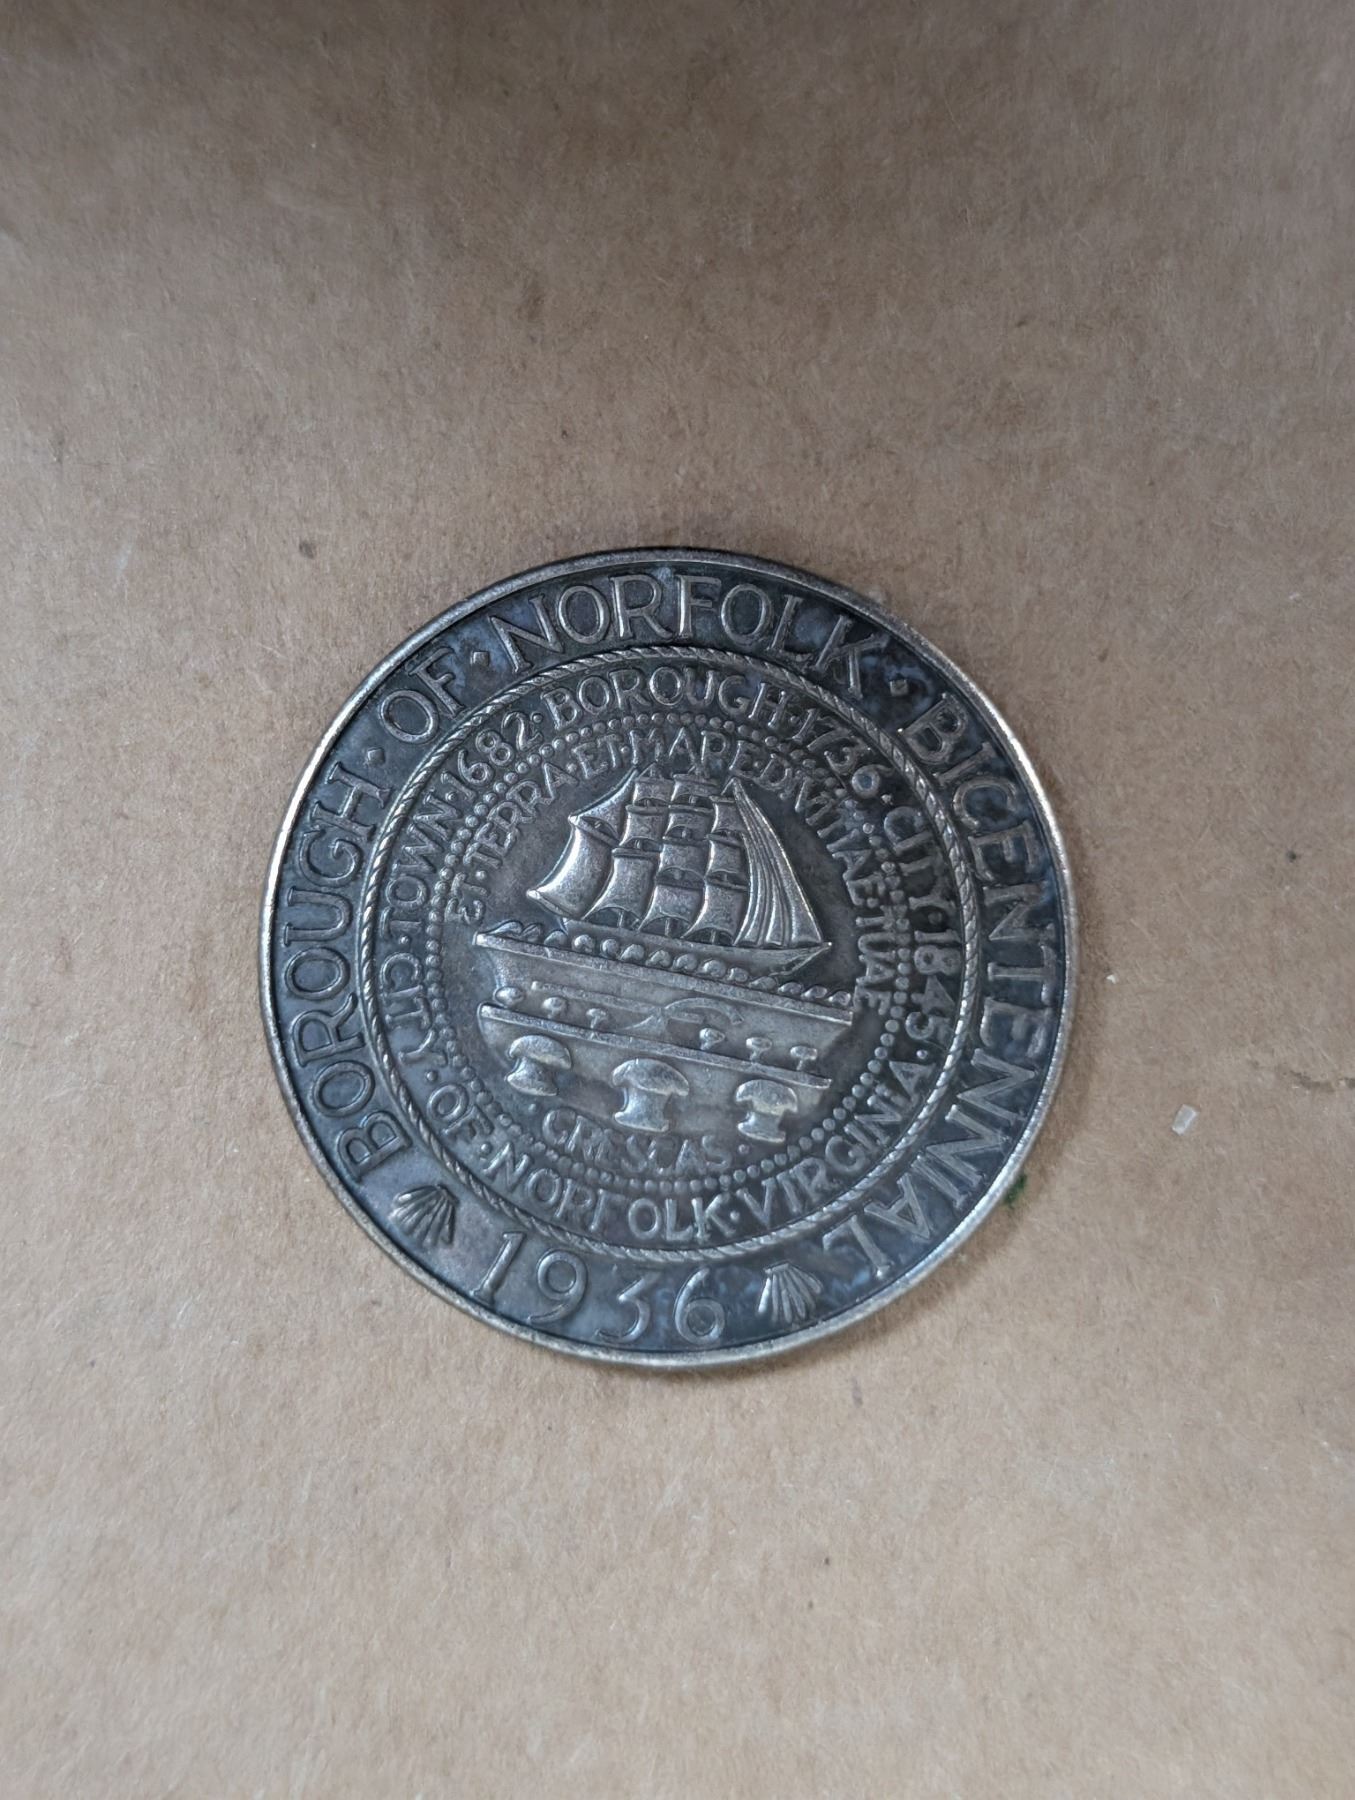 BOROUGH · OF · NORFOLK · BICENTENNIAL
1936
TOWN · 1682 · BOROUGH · 1736 · CITY · 1845 ·
CITY · OF · NORFOLK · VIRGINIA
ET · TERRA · ET · MARE · DIVITIAE · TUAE
· CRESCAS ·